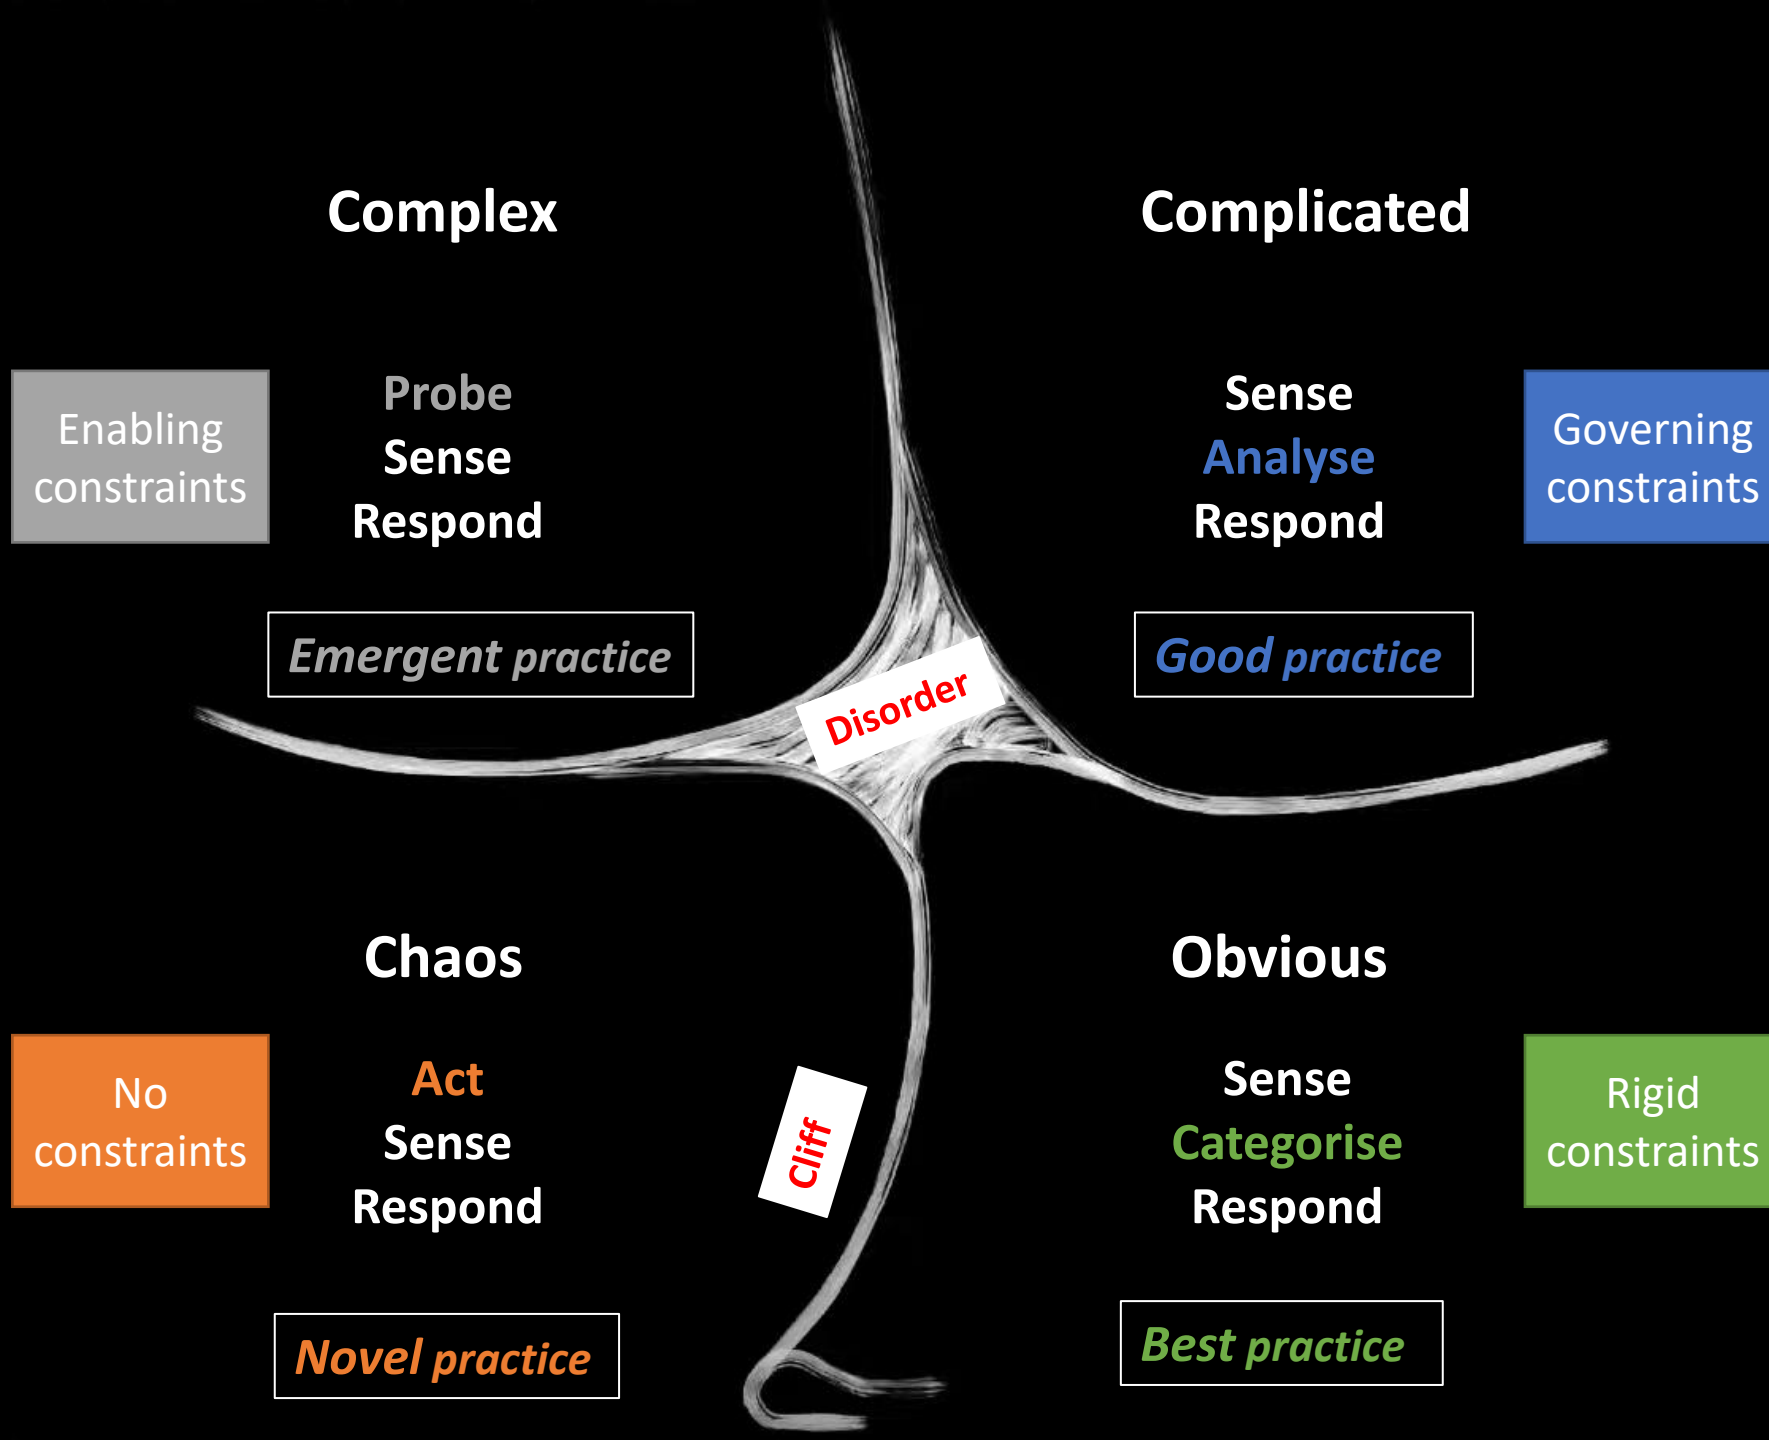 Complex
Enabling
constraints
Probe
Sense
Respond
Emergent practice
Complicated
Sense
Analyse
Respond
Governing
constraints
Good practice
Disorder
Chaos
No
constraints
Act
Sense
Respond
Novel practice
Cliff
Obvious
Sense
Categorise
Respond
Rigid
constraints
Best practice